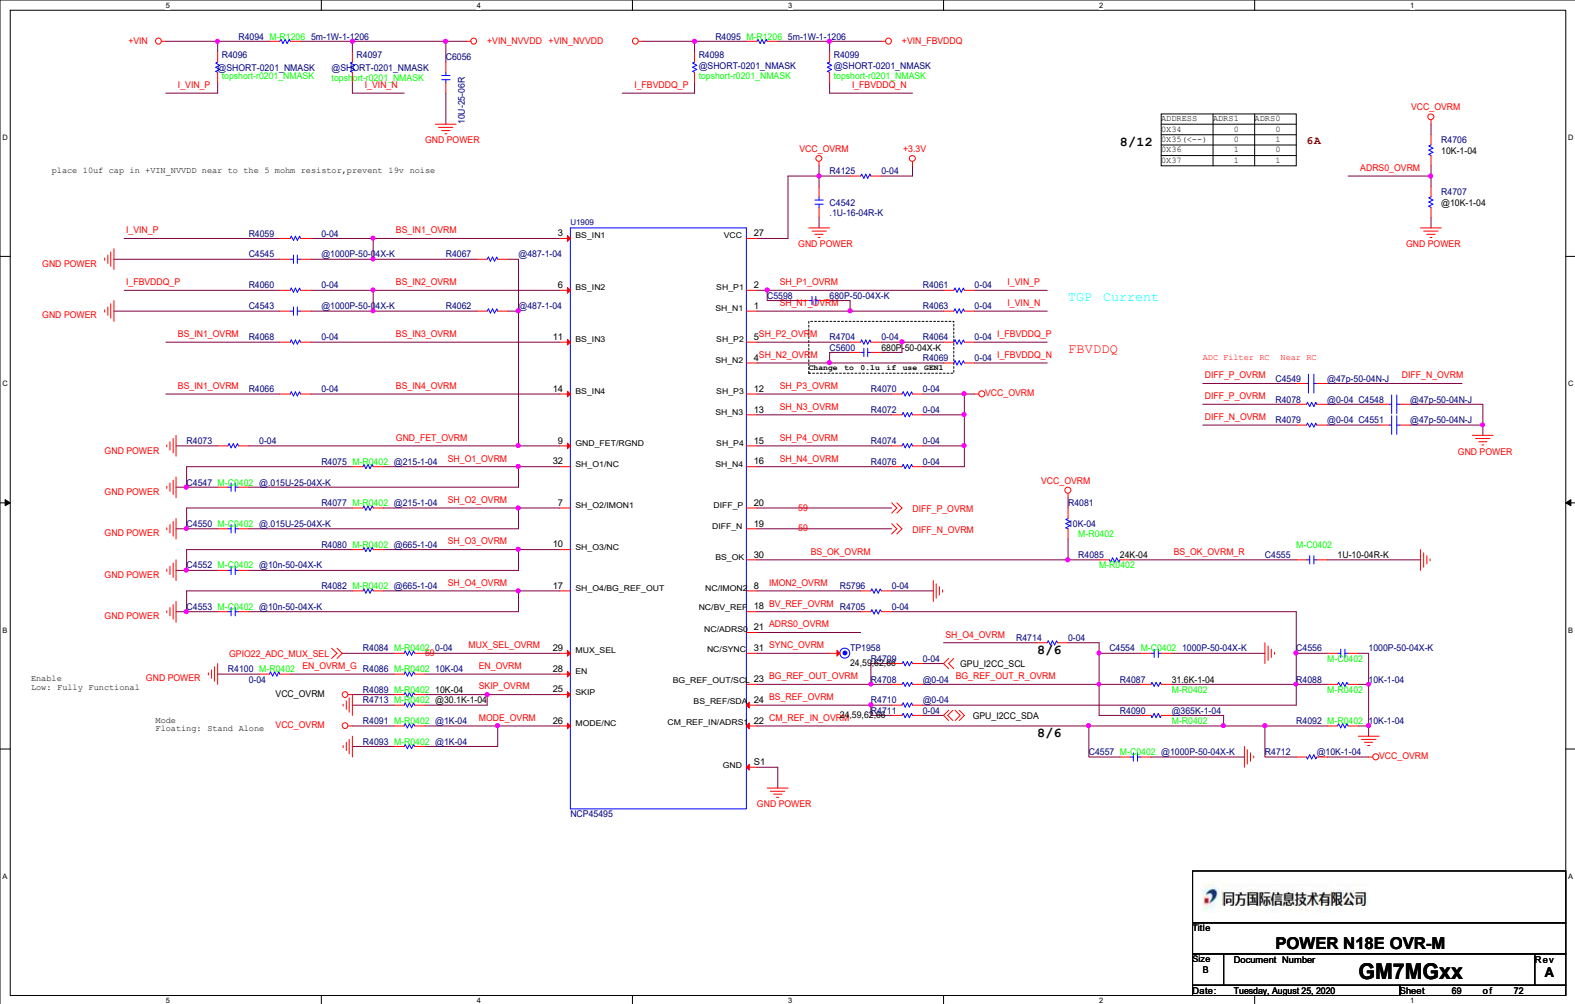 5 4 3 2 1
+VIN R4094 M-R1206 5m-1W-1-1206 +VIN_NVVDD +VIN_NVVDD R4095 M-R1206 5m-1W-1-1206 +VIN_FBVDDQ
R4096 R4097 C6056 R4098 R4099
@SHORT-0201_NMASK @SHORT-0201_NMASK @SHORT-0201_NMASK @SHORT-0201_NMASK
topshort-r0201_NMASK topshort-r0201_NMASK topshort-r0201_NMASK topshort-r0201_NMASK
I_VIN_P I_VIN_N 10U-25-06R I_FBVDDQ_P I_FBVDDQ_N
GND POWER
place 10uf cap in +VIN_NVVDD near to the 5 mohm resistor,prevent 19v noise
8/12
ADDRESS ADRS1 ADRS0
0X34 0 0
0X35(<--) 0 1
0X36 1 0
0X37 1 1
6A
VCC_OVRM
R4706
10K-1-04
ADRS0_OVRM
R4707
@10K-1-04
GND POWER
VCC_OVRM +3.3V
R4125 0-04
C4542
.1U-16-04R-K
GND POWER
U1909
I_VIN_P R4059 0-04 BS_IN1_OVRM 3 BS_IN1 VCC 27
GND POWER C4545 @1000P-50-04X-K R4067 @487-1-04
I_FBVDDQ_P R4060 0-04 BS_IN2_OVRM 6 BS_IN2 SH_P1 2 SH_P1_OVRM R4061 0-04 I_VIN_P
C5598 680P-50-04X-K
TGP Current
GND POWER C4543 @1000P-50-04X-K R4062 @487-1-04 SH_N1 1 SH_N1_OVRM R4063 0-04 I_VIN_N
BS_IN1_OVRM R4068 0-04 BS_IN3_OVRM 11 BS_IN3 SH_P2 5 SH_P2_OVRM R4704 0-04 R4064 0-04 I_FBVDDQ_P
C5600 680P-50-04X-K
FBVDDQ
SH_N2 4 SH_N2_OVRM R4069 0-04 I_FBVDDQ_N
Change to 0.1u if use GEN1
BS_IN1_OVRM R4066 0-04 BS_IN4_OVRM 14 BS_IN4 SH_P3 12 SH_P3_OVRM R4070 0-04 VCC_OVRM
SH_N3 13 SH_N3_OVRM R4072 0-04
ADC Filter RC Near RC
DIFF_P_OVRM C4549 @47p-50-04N-J DIFF_N_OVRM
DIFF_P_OVRM R4078 @0-04 C4548 @47p-50-04N-J
DIFF_N_OVRM R4079 @0-04 C4551 @47p-50-04N-J
GND POWER
GND POWER R4073 0-04 GND_FET_OVRM 9 GND_FET/RGND SH_P4 15 SH_P4_OVRM R4074 0-04
R4075 M-R0402 @215-1-04 SH_O1_OVRM 32 SH_O1/NC SH_N4 16 SH_N4_OVRM R4076 0-04
GND POWER C4547 M-C0402 @.015U-25-04X-K
R4077 M-R0402 @215-1-04 SH_O2_OVRM 7 SH_O2/IMON1 DIFF_P 20 59 DIFF_P_OVRM
GND POWER C4550 M-C0402 @.015U-25-04X-K DIFF_N 19 59 DIFF_N_OVRM
VCC_OVRM
R4081
10K-04
M-R0402
R4080 M-R0402 @665-1-04 SH_O3_OVRM 10 SH_O3/NC BS_OK 30 BS_OK_OVRM R4085 24K-04 M-R0402 BS_OK_OVRM_R C4555 M-C0402 1U-10-04R-K
GND POWER C4552 M-C0402 @10n-50-04X-K
R4082 M-R0402 @665-1-04 SH_O4_OVRM 17 SH_O4/BG_REF_OUT NC/IMON2 8 IMON2_OVRM R5796 0-04
GND POWER C4553 M-C0402 @10n-50-04X-K NC/BV_REF 18 BV_REF_OVRM R4705 0-04
NC/ADRS0 21 ADRS0_OVRM
SH_O4_OVRM R4714 0-04
8/6
GPIO22_ADC_MUX_SEL R4084 M-R0402 59 0-04 MUX_SEL_OVRM 29 MUX_SEL NC/SYNC 31 SYNC_OVRM TP1958
C4554 M-C0402 1000P-50-04X-K C4556 M-C0402 1000P-50-04X-K
GND POWER R4100 M-R0402 0-04 EN_OVRM_G R4086 M-R0402 10K-04 EN_OVRM 28 EN
24,59,62,66 R4709 0-04 GPU_I2CC_SCL
Enable
Low: Fully Functional
BG_REF_OUT/SCL 23 BG_REF_OUT_OVRM R4708 @0-04 BG_REF_OUT_R_OVRM R4087 31.6K-1-04 M-R0402 R4088 M-R0402 10K-1-04
VCC_OVRM R4089 M-R0402 10K-04 SKIP_OVRM 25 SKIP
R4713 M-R0402 @30.1K-1-04
BS_REF/SDA 24 BS_REF_OVRM R4710 @0-04
24,59,62,66 R4711 0-04 GPU_I2CC_SDA
R4090 @365K-1-04 M-R0402
Mode
Floating: Stand Alone
VCC_OVRM R4091 M-R0402 @1K-04 MODE_OVRM 26 MODE/NC CM_REF_IN/ADRS1 22 CM_REF_IN_OVRM R4092 M-R0402 10K-1-04
8/6
R4093 M-R0402 @1K-04
C4557 M-C0402 @1000P-50-04X-K R4712 @10K-1-04 VCC_OVRM
GND S1
GND POWER
NCP45495
D C B A
D C B A
同方国际信息技术有限公司
Title
POWER N18E OVR-M
Size Document Number Rev
B GM7MGxx A
Date: Tuesday, August 25, 2020 Sheet 69 of 72
5 4 3 2 1